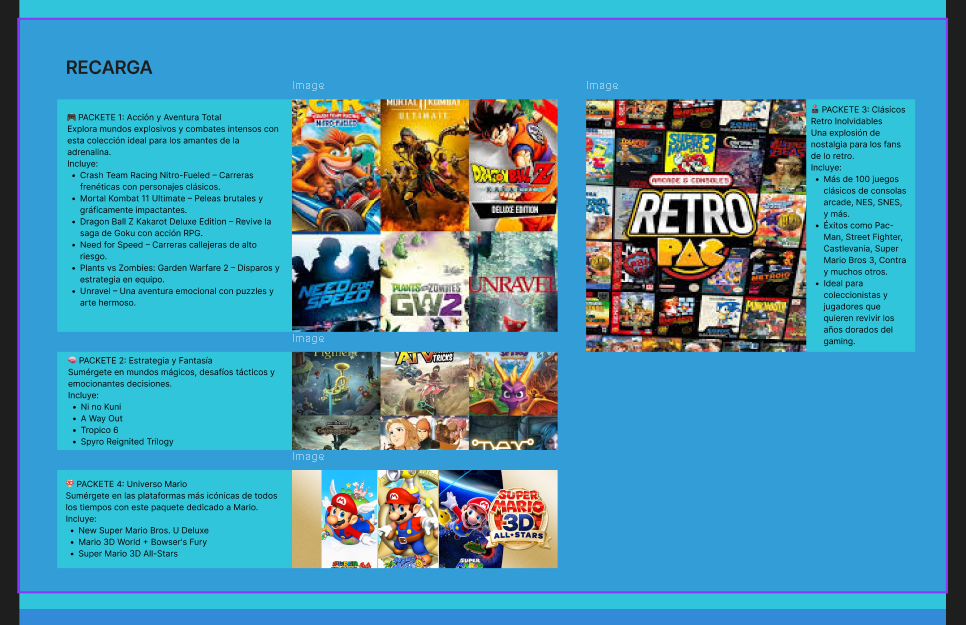 RECARGA
Image
🎮 PACKETE 1: Acción y Aventura Total
Explora mundos explosivos y combates intensos con
esta colección ideal para los amantes de la
adrenalina.
Incluye:
• Crash Team Racing Nitro-Fueled – Carreras
frenéticas con personajes clásicos.
• Mortal Kombat 11 Ultimate – Peleas brutales y
gráficamente impactantes.
• Dragon Ball Z Kakarot Deluxe Edition – Revive la
saga de Goku con acción RPG.
• Need for Speed – Carreras callejeras de alto
riesgo.
• Plants vs Zombies: Garden Warfare 2 – Disparos y
estrategia en equipo.
• Unravel – Una aventura emocional con puzzles y
arte hermoso.
CTR
NITRO-FUELED
MORTAL KOMBAT
ULTIMATE
DRAGON BALL Z
KAKAROT
DELUXE EDITION
NEED FOR
SPEED
PLANTS vs ZOMBIES
GW2
UNRAVEL
Image
PACKETE 2: Estrategia y Fantasía
Sumérgete en mundos mágicos, desafíos tácticos y
emocionantes decisiones.
Incluye:
• Ni no Kuni
• A Way Out
• Tropico 6
• Spyro Reignited Trilogy
Figment
ATV
TRICKS
Image
PACKETE 4: Universo Mario
Sumérgete en las plataformas más icónicas de todos
los tiempos con este paquete dedicado a Mario.
Incluye:
• New Super Mario Bros. U Deluxe
• Mario 3D World + Bowser's Fury
• Super Mario 3D All-Stars
SUPER
MARIO
3D
ALL-STARS
Image
SUPER
MARIO BROS
3
ARCADE & CONSOLES
RETRO
PAC
METROID
🕹️ PACKETE 3: Clásicos
Retro Inolvidables
Una explosión de
nostalgia para los fans
de lo retro.
Incluye:
• Más de 100 juegos
clásicos de consolas
arcade, NES, SNES,
y más.
• Éxitos como Pac-
Man, Street Fighter,
Castlevania, Super
Mario Bros 3, Contra
y muchos otros.
• Ideal para
coleccionistas y
jugadores que
quieren revivir los
años dorados del
gaming.